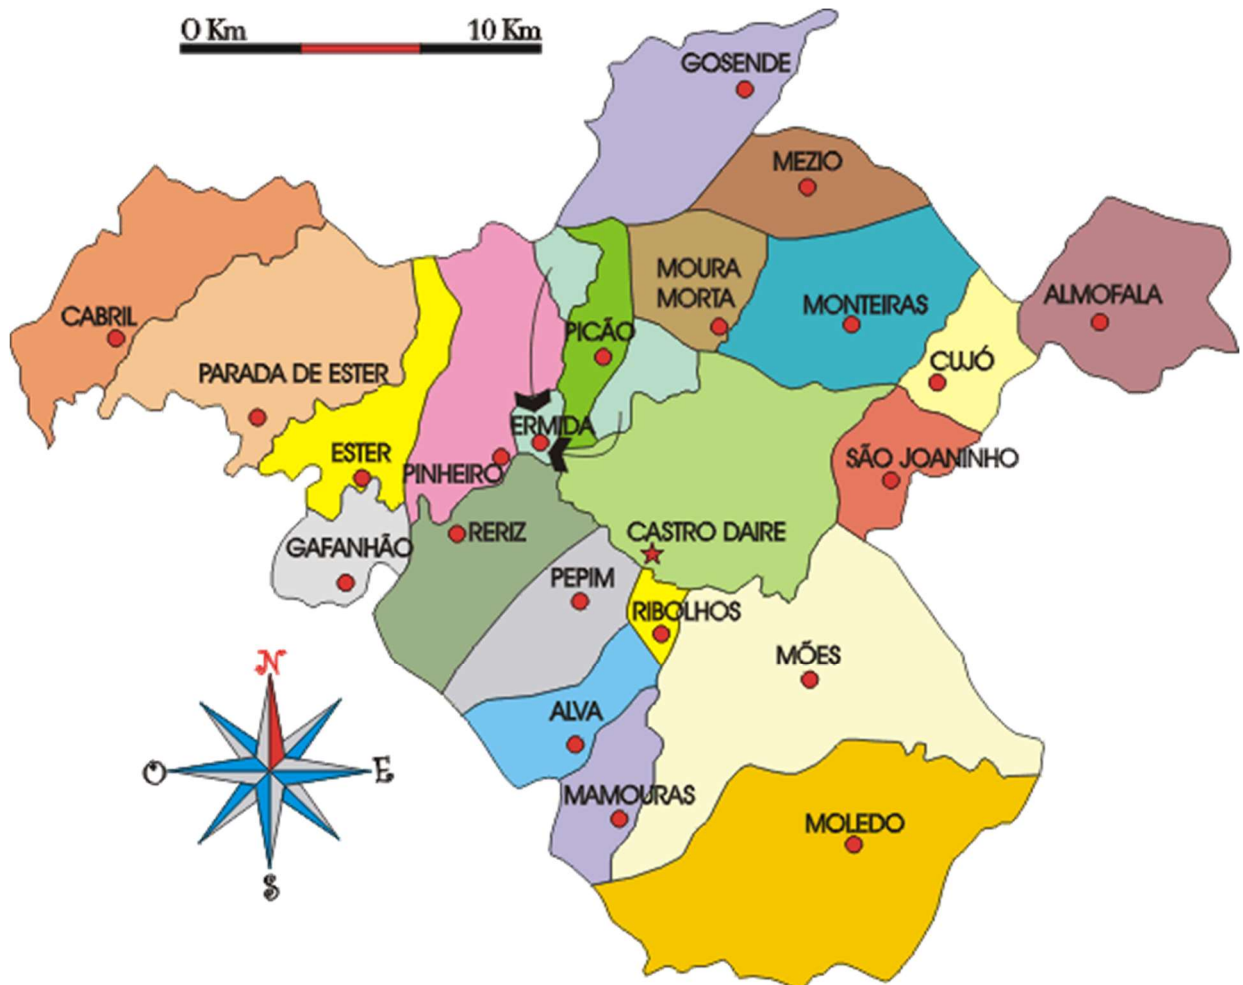 O Km 10 Km
GOSENDE
MEZIO
MOURA
MORTA
ALMOFALA
MONTEIRAS
CABRIL
PICÃO
CUJÓ
PARADA DE ESTER
ERMIDA
ESTER
SÃO JOANINHO
PINHEIRO
RERIZ
CASTRO DAIRE
GAFANHÃO
PEPIM
RIBOLHOS
MÕES
N
ALVA
O E
MAMOURAS
MOLEDO
S